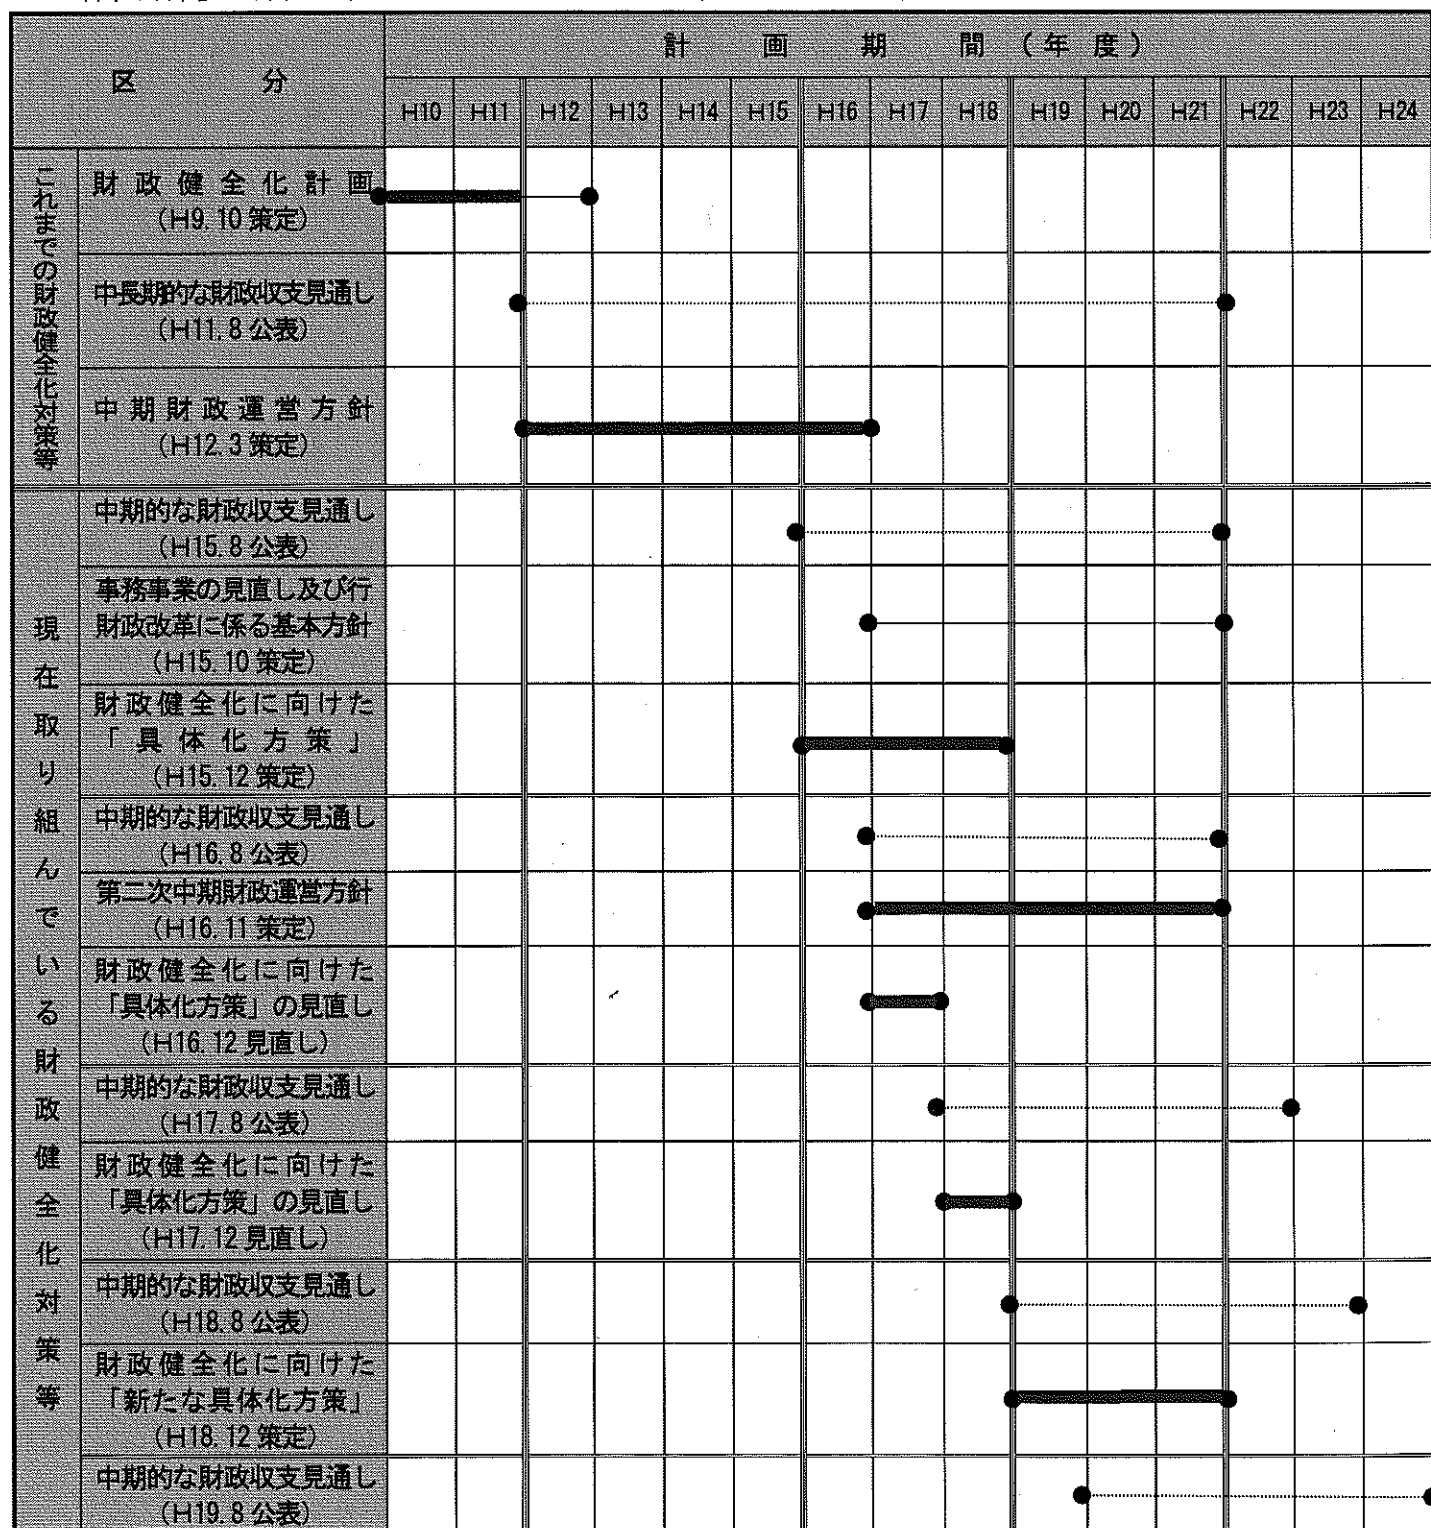 計画期間(年度)
区分
H10 H11 H12 H13 H14 H15 H16 H17 H18 H19 H20 H21 H22 H23 H24
これまでの財政健全化対策等
財政健全化計画
(H9.10策定)
中長期的な財政収支見通し
(H11.8公表)
中期財政運営方針
(H12.3策定)
現在取り組んでいる財政健全化対策等
中期的な財政収支見通し
(H15.8公表)
事務事業の見直し及び行
財政改革に係る基本方針
(H15.10策定)
財政健全化に向けた
「具体化方策」
(H15.12策定)
中期的な財政収支見通し
(H16.8公表)
第二次中期財政運営方針
(H16.11策定)
財政健全化に向けた
「具体化方策」の見直し
(H16.12見直し)
中期的な財政収支見通し
(H17.8公表)
財政健全化に向けた
「具体化方策」の見直し
(H17.12見直し)
中期的な財政収支見通し
(H18.8公表)
財政健全化に向けた
「新たな具体化方策」
(H18.12策定)
中期的な財政収支見通し
(H19.8公表)